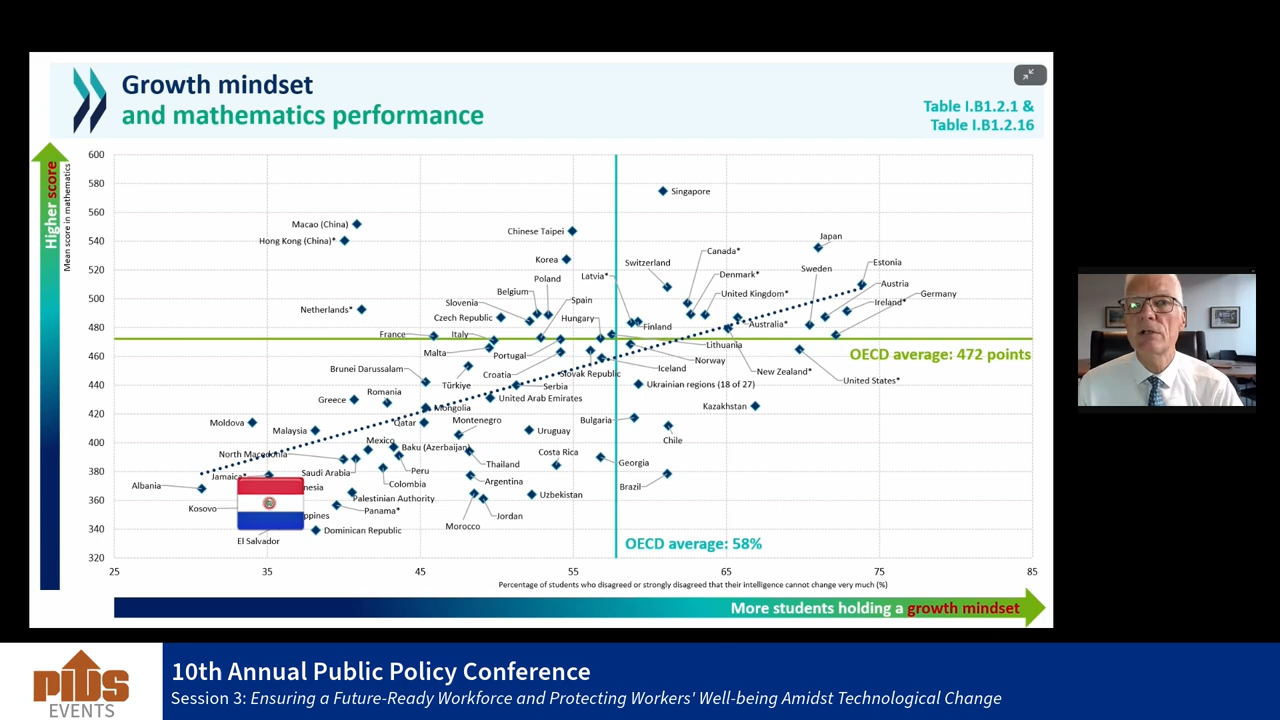 Growth mindset
and mathematics performance
Table I.B1.2.1 &
Table I.B1.2.16
Higher score
Mean score in mathematics
600
580
560
540
520
500
480
460
440
420
400
380
360
340
320
Singapore
Macao (China)
Hong Kong (China)*
Chinese Taipei
Korea
Japan
Canada*
Switzerland
Latvia*
Denmark*
Sweden
Estonia
Poland
Belgium
Spain
United Kingdom*
Austria
Ireland*
Germany
Netherlands*
Slovenia
Czech Republic
Hungary
Finland
Australia*
France
Italy
Lithuania
Malta
Portugal
Norway
OECD average: 472 points
Brunei Darussalam
Croatia
Slovak Republic
Iceland
New Zealand*
United States*
Türkiye
Serbia
Ukrainian regions (18 of 27)
Greece
Romania
United Arab Emirates
Mongolia
Kazakhstan
Moldova
Malaysia
Qatar
Montenegro
Uruguay
Bulgaria
Chile
North Macedonia
Mexico
Baku (Azerbaijan)
Costa Rica
Thailand
Georgia
Jamaica*
Saudi Arabia
Peru
Colombia
Argentina
Brazil
Albania
nesia
Palestinian Authority
Uzbekistan
Kosovo
ppines
Panama*
Morocco
Jordan
Dominican Republic
El Salvador
OECD average: 58%
25
35
45
55
65
75
85
Percentage of students who disagreed or strongly disagreed that their intelligence cannot change very much (%)
More students holding a growth mindset
PIDS
EVENTS
10th Annual Public Policy Conference
Session 3: Ensuring a Future-Ready Workforce and Protecting Workers' Well-being Amidst Technological Change